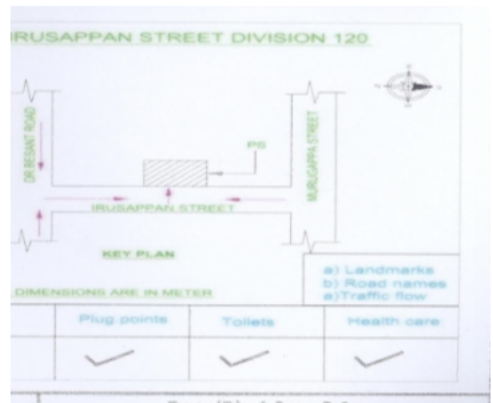 IRUSAPPAN STREET DIVISION 120
DR BESANT ROAD
PS
MURUGAPPA STREET
IRUSAPPAN STREET
KEY PLAN
a) Landmarks
b) Road names
a)Traffic flow
DIMENSIONS ARE IN METER
Plug points Toilets Health care